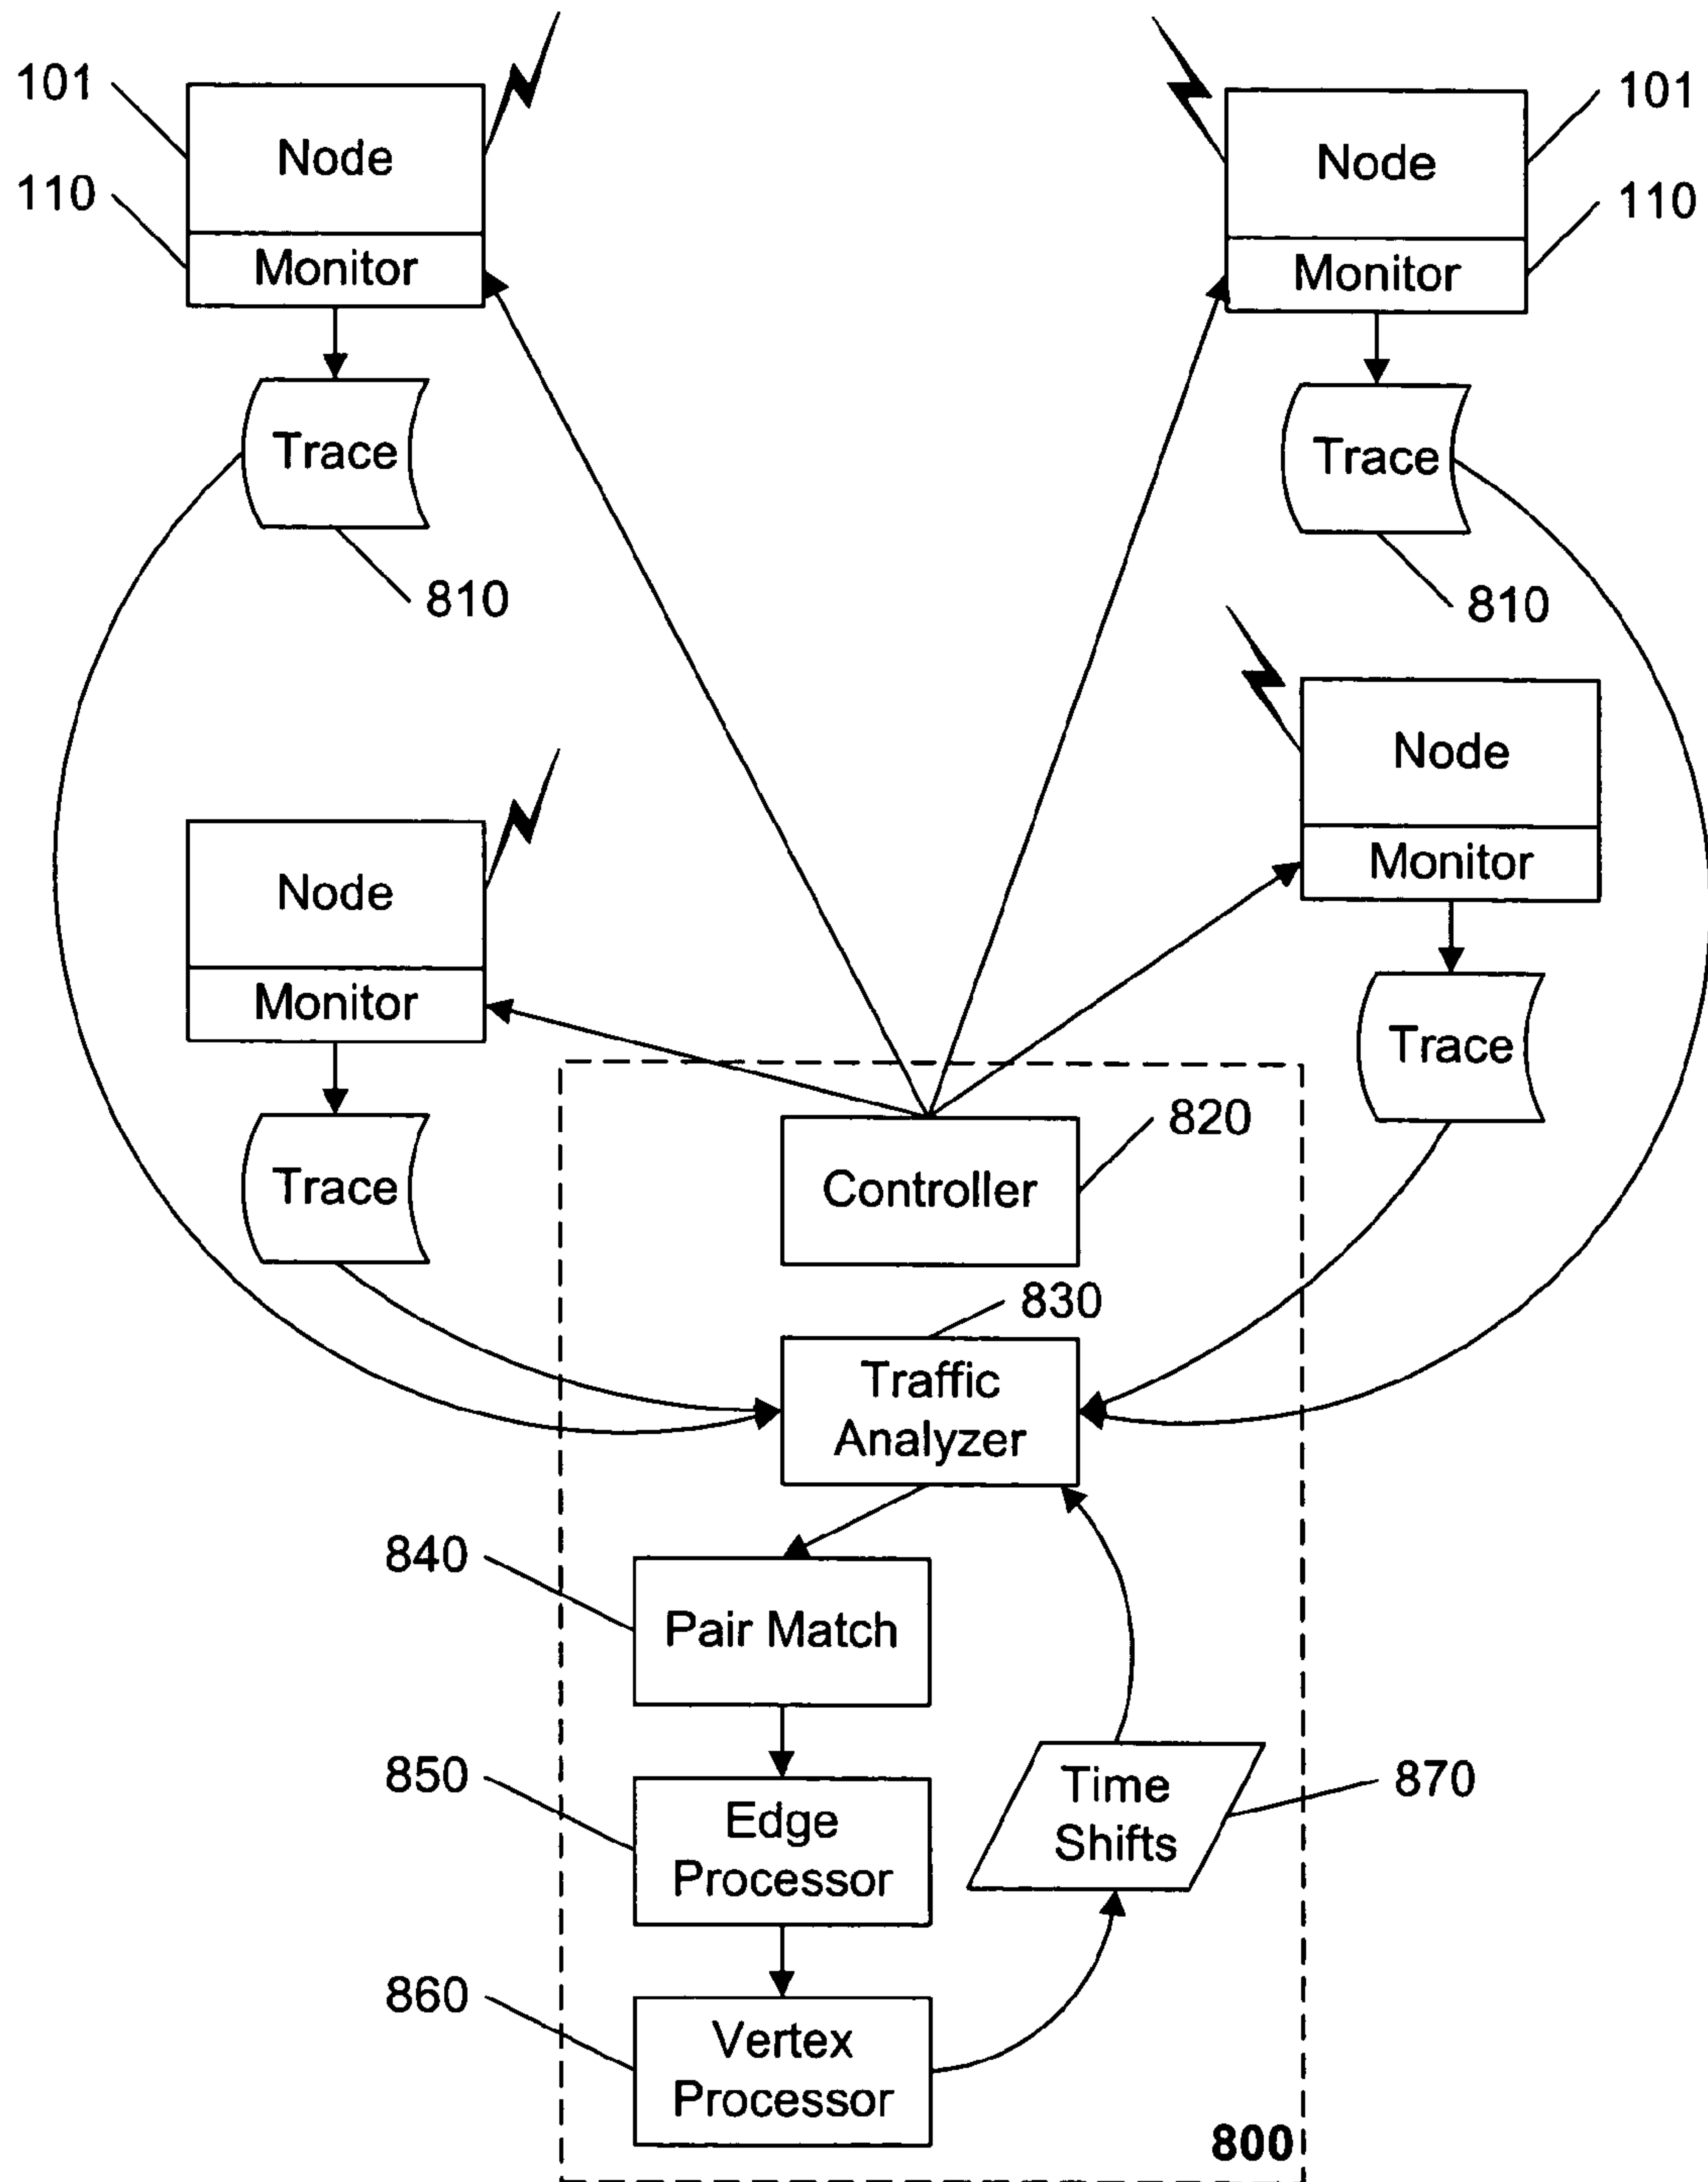 101
Node
110
Monitor
Trace
810
101
Node
110
Monitor
Trace
810
Node
Monitor
Trace
Node
Monitor
Trace
820
Controller
830
Traffic
Analyzer
840
Pair Match
850
Edge
Processor
870
Time
Shifts
860
Vertex
Processor
800